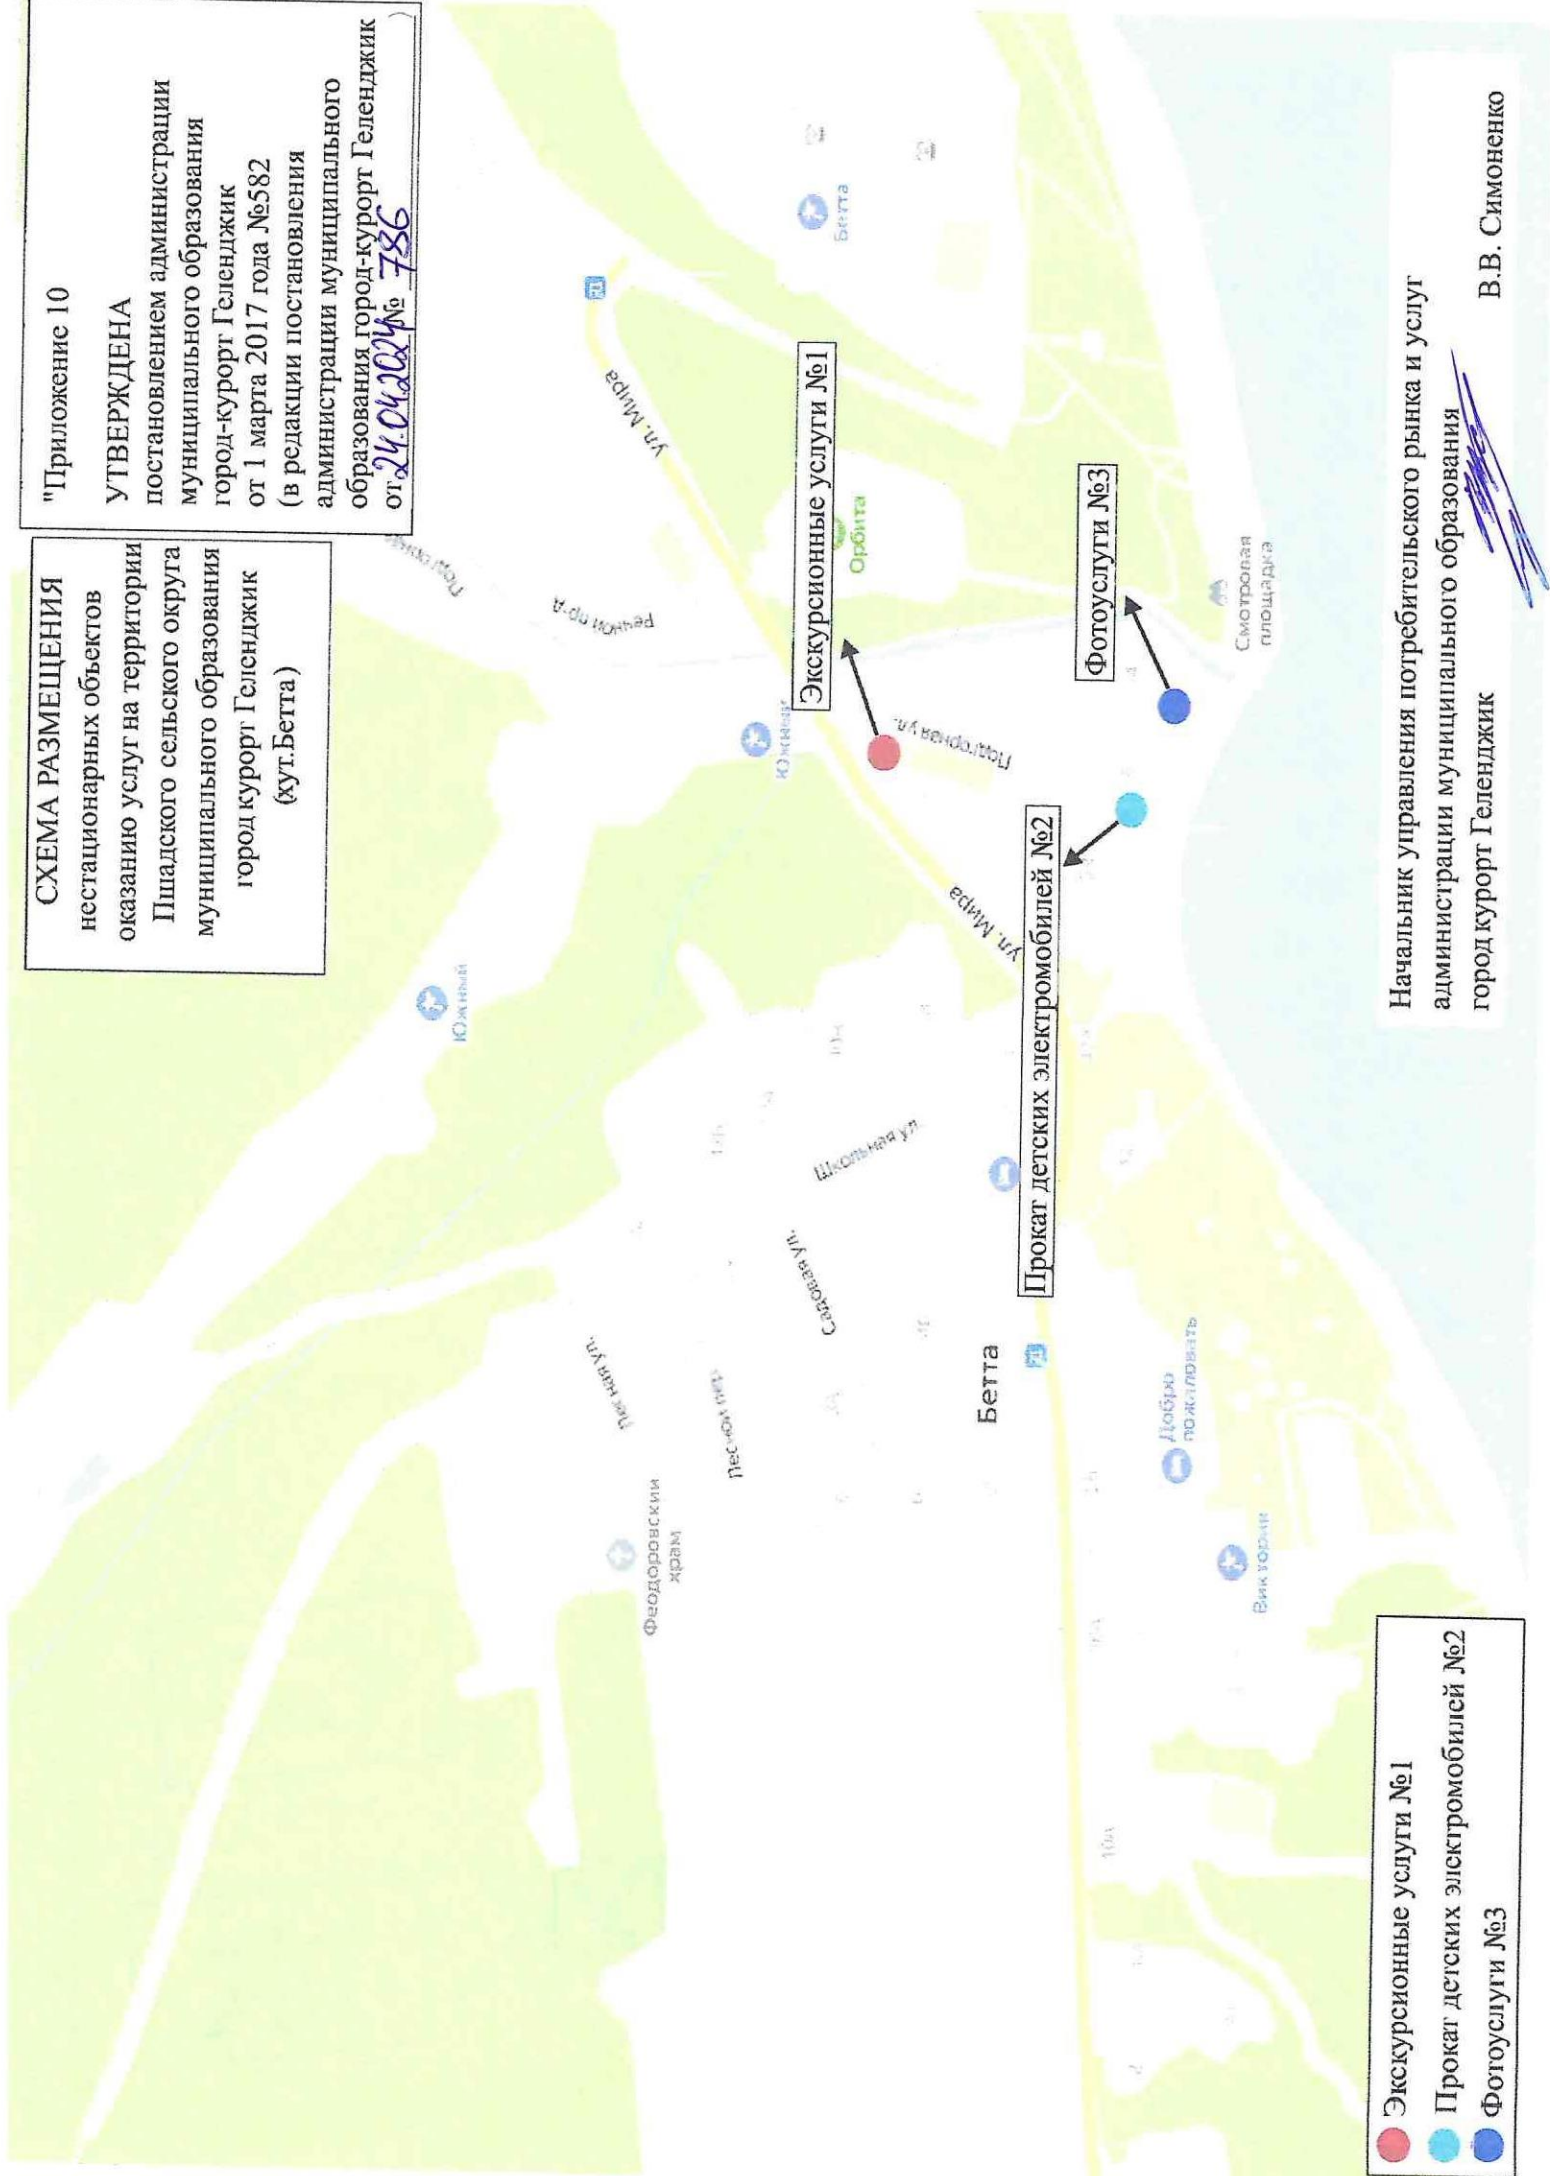 "Приложение 10
УТВЕРЖДЕНА
постановлением администрации
муниципального образования
город-курорт Геленджик
от 1 марта 2017 года №582
(в редакции постановления
администрации муниципального
образования город-курорт Геленджик
от 24.04.2024 № 786 )
СХЕМА РАЗМЕЩЕНИЯ
нестационарных объектов
оказанию услуг на территории
Пшадского сельского округа
муниципального образования
город курорт Геленджик
(хут.Бетта)
Южный
Феодоровский
храм
Лесная ул.
Лесной пер.
Садовая ул.
Школьная ул.
Речной пр-д
ул. Мира
Южный
Бетта
Экскурсионные услуги №1
Орбита
Подгорная ул.
ул. Мира
Бетта
Прокат детских электромобилей №2
Фотоуслуги №3
10А
Добро
пожаловать
Виктория
Смотровая
площадка
Экскурсионные услуги №1
Прокат детских электромобилей №2
Фотоуслуги №3
Начальник управления потребительского рынка и услуг
администрации муниципального образования
город курорт Геленджик В.В. Симоненко